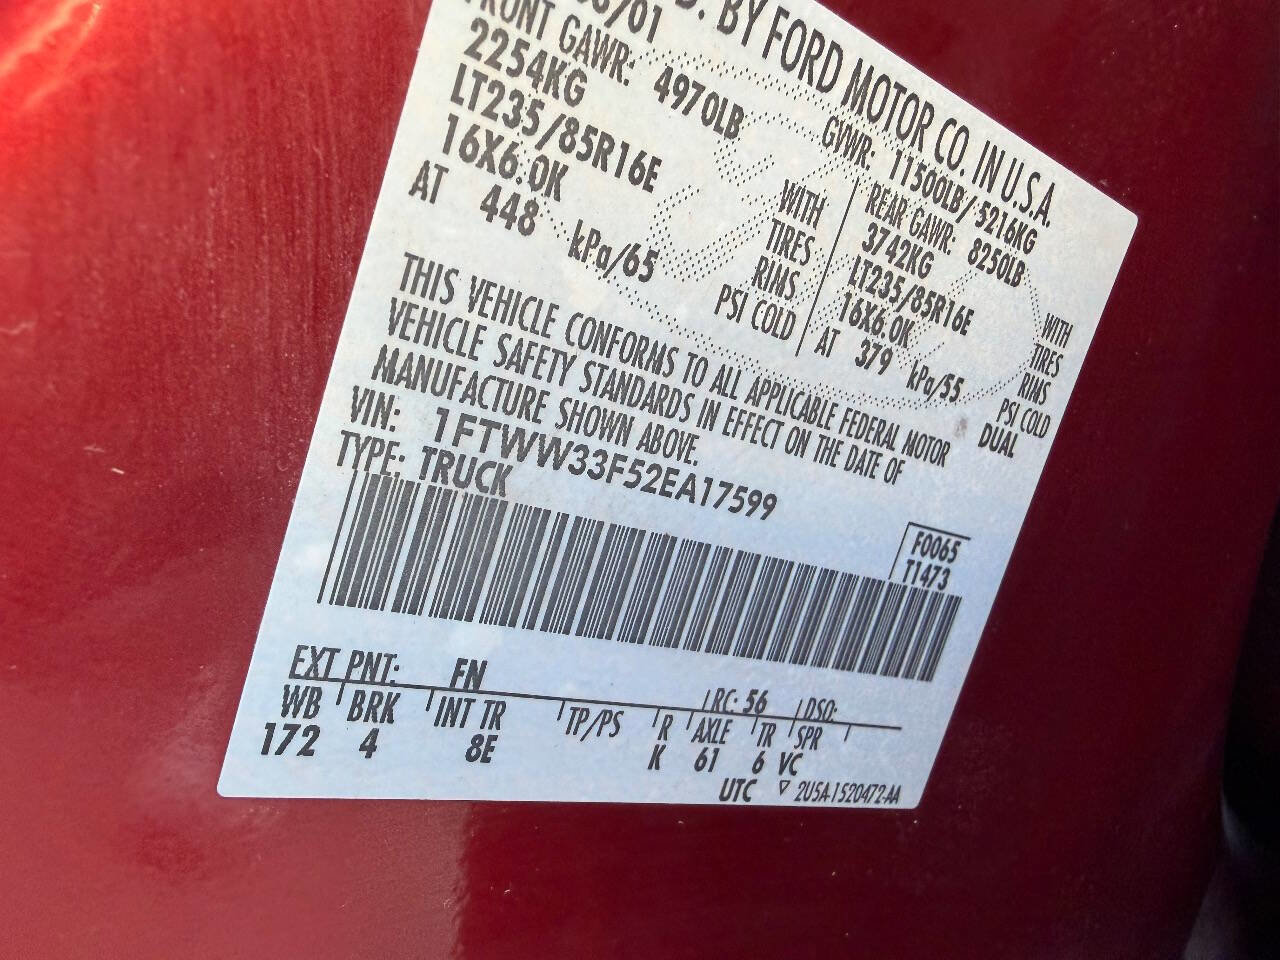 D. BY FORD MOTOR CO. IN U.S.A.
/01
GVWR: 11500LB/ 5216KG
FRONT GAWR: 4970LB
2254KG WITH
LT235/85R16E TIRES
16X6.0K RIMS
AT 448 kPa/65 PSI COLD
REAR GAWR: 8250LB
3742KG WITH
LT235/85R16E TIRES
16X6.0K RIMS
AT 379 kPa/55 PSI COLD
DUAL
THIS VEHICLE CONFORMS TO ALL APPLICABLE FEDERAL MOTOR
VEHICLE SAFETY STANDARDS IN EFFECT ON THE DATE OF
MANUFACTURE SHOWN ABOVE.
VIN: 1FTWW33F52EA17599
TYPE: TRUCK
F0065
T1473
EXT PNT: FN RC: 56 DSO:
WB BRK INT TR TP/PS R AXLE TR SPR
172 4 8E K 61 6 VC
UTC ▽ 2U5A-1520472-AA